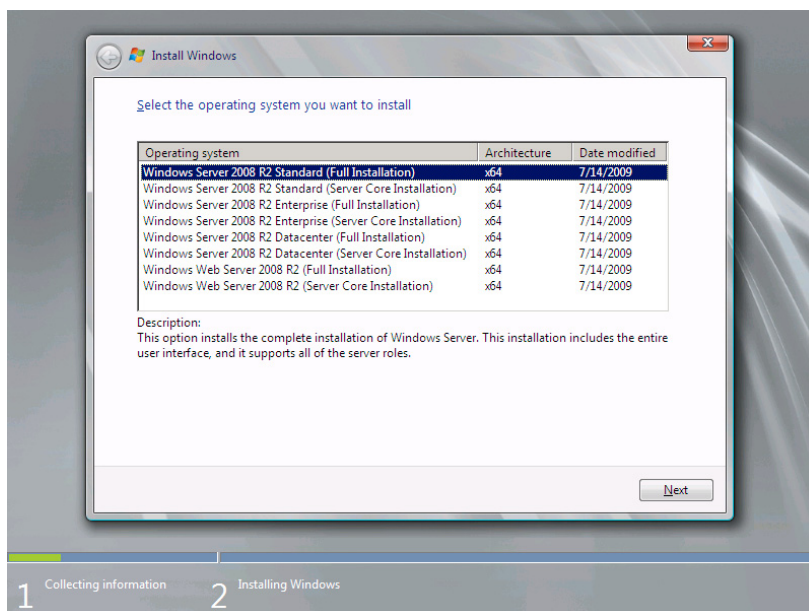 Install Windows
Select the operating system you want to install
Operating system Architecture Date modified
Windows Server 2008 R2 Standard (Full Installation) x64 7/14/2009
Windows Server 2008 R2 Standard (Server Core Installation) x64 7/14/2009
Windows Server 2008 R2 Enterprise (Full Installation) x64 7/14/2009
Windows Server 2008 R2 Enterprise (Server Core Installation) x64 7/14/2009
Windows Server 2008 R2 Datacenter (Full Installation) x64 7/14/2009
Windows Server 2008 R2 Datacenter (Server Core Installation) x64 7/14/2009
Windows Web Server 2008 R2 (Full Installation) x64 7/14/2009
Windows Web Server 2008 R2 (Server Core Installation) x64 7/14/2009
Description:
This option installs the complete installation of Windows Server. This installation includes the entire
user interface, and it supports all of the server roles.
Next
1 Collecting information 2 Installing Windows